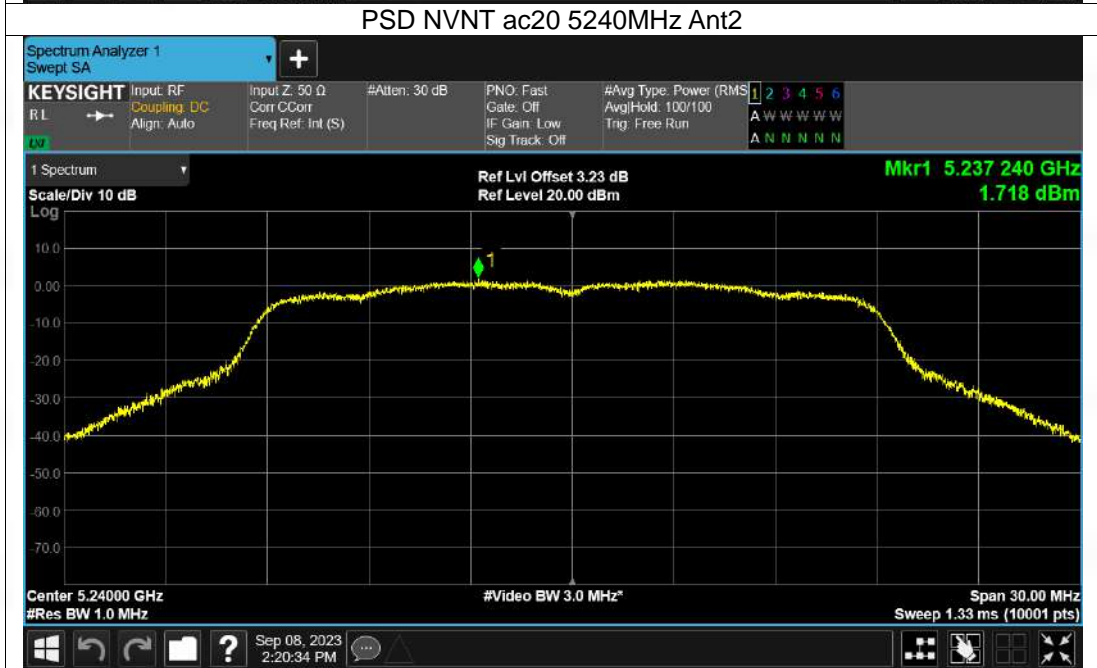 PSD NVNT ac20 5240MHz Ant2
Spectrum Analyzer 1
Swept SA
+
KEYSIGHT
RL
LXI
Input: RF
Coupling: DC
Align: Auto
Input Z: 50 Ω
Corr CCorr
Freq Ref: Int (S)
#Atten: 30 dB
PNO: Fast
Gate: Off
IF Gain: Low
Sig Track: Off
#Avg Type: Power (RMS
Avg|Hold: 100/100
Trig: Free Run
1 2 3 4 5 6
A W W W W W
A N N N N N
1 Spectrum
Scale/Div 10 dB
Log
Ref Lvl Offset 3.23 dB
Ref Level 20.00 dBm
Mkr1 5.237 240 GHz
1.718 dBm
1
10.0
0.00
-10.0
-20.0
-30.0
-40.0
-50.0
-60.0
-70.0
Center 5.24000 GHz
#Res BW 1.0 MHz
#Video BW 3.0 MHz*
Span 30.00 MHz
Sweep 1.33 ms (10001 pts)
?
Sep 08, 2023
2:20:34 PM